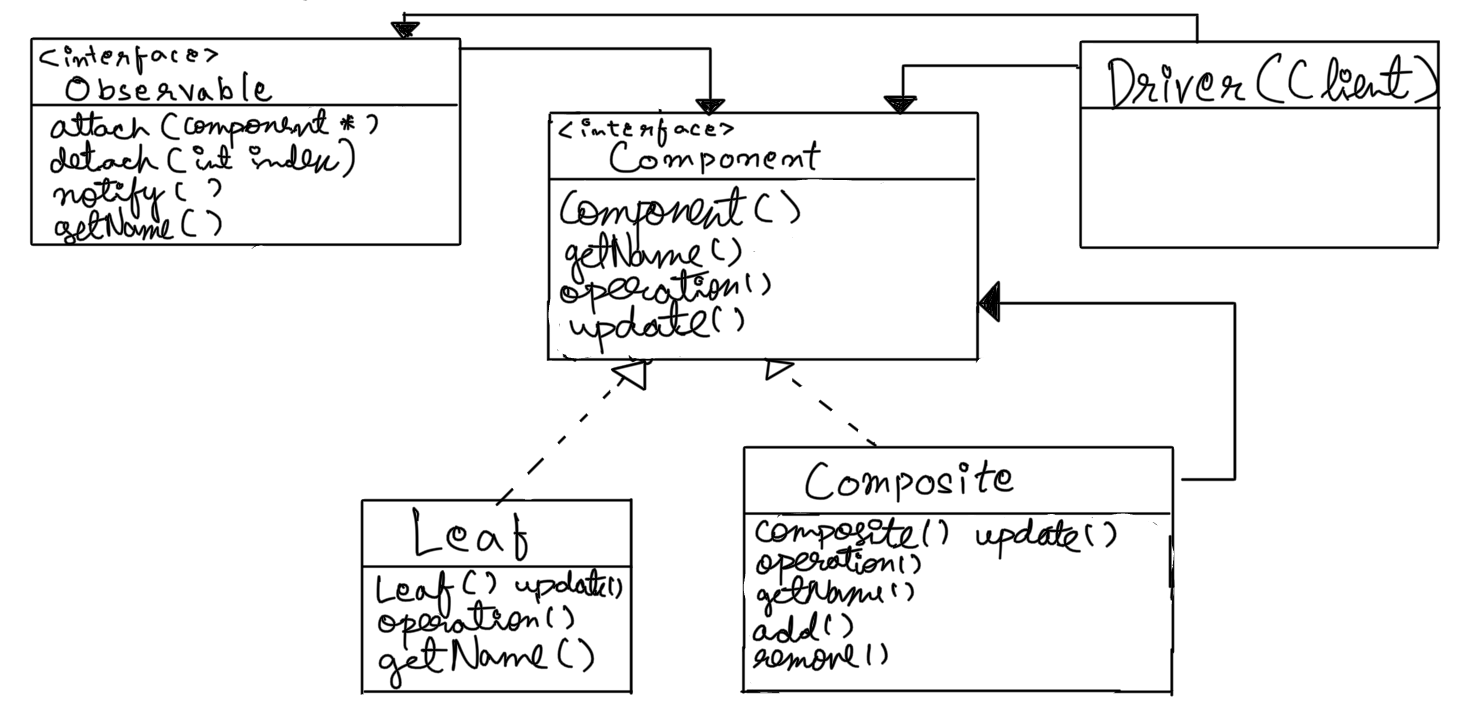 <interface>
Observable
attach (component *)
detach (int index)
notify ( )
getName ( )
<interface>
Component
Component ( )
getName ( )
operation ( )
update ( )
Driver (Client)
Leaf
Leaf ( ) update ( )
operation ( )
getName ( )
Composite
composite ( ) update ( )
operation ( )
getName ( )
add ( )
remove ( )